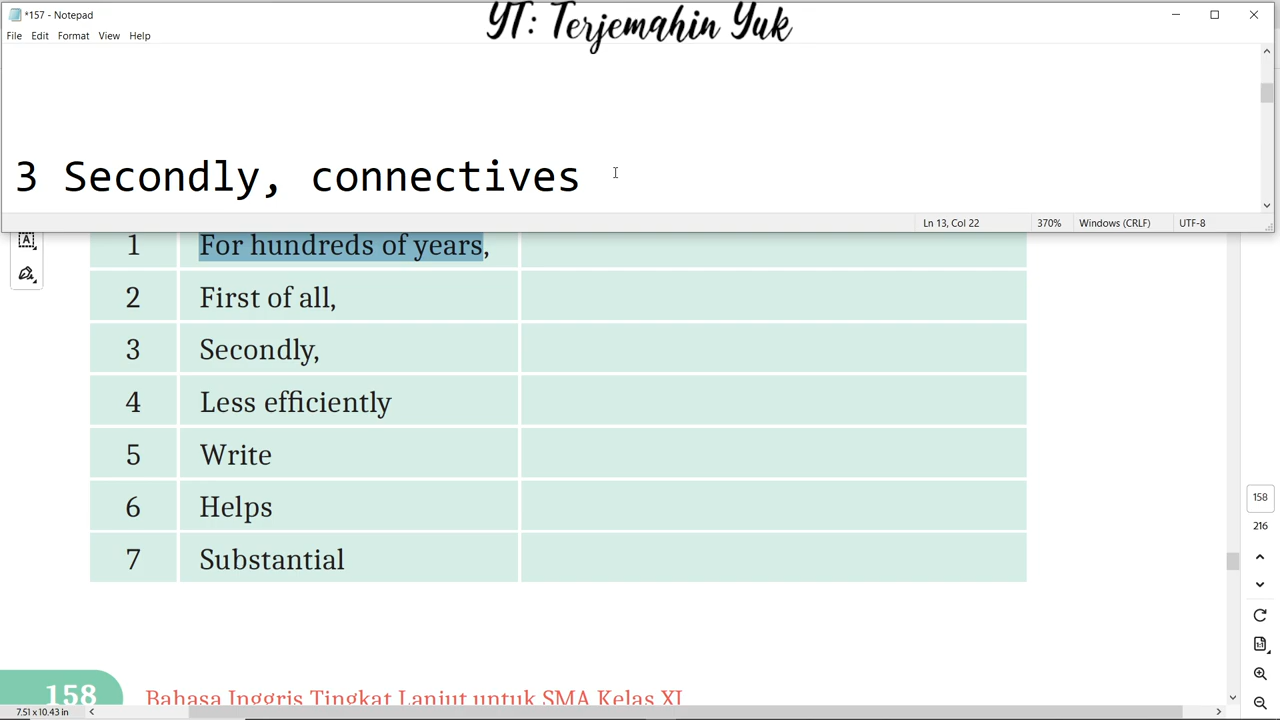 *157 - Notepad
YT: Terjemahin Yuk
File Edit Format View Help
3 Secondly, connectives
Ln 13, Col 22 370% Windows (CRLF) UTF-8
1 For hundreds of years,
2 First of all,
3 Secondly,
4 Less efficiently
5 Write
6 Helps
7 Substantial
158
216
158 Bahasa Inggris Tingkat Lanjut untuk SMA Kelas XI
7.51 x 10.43 in